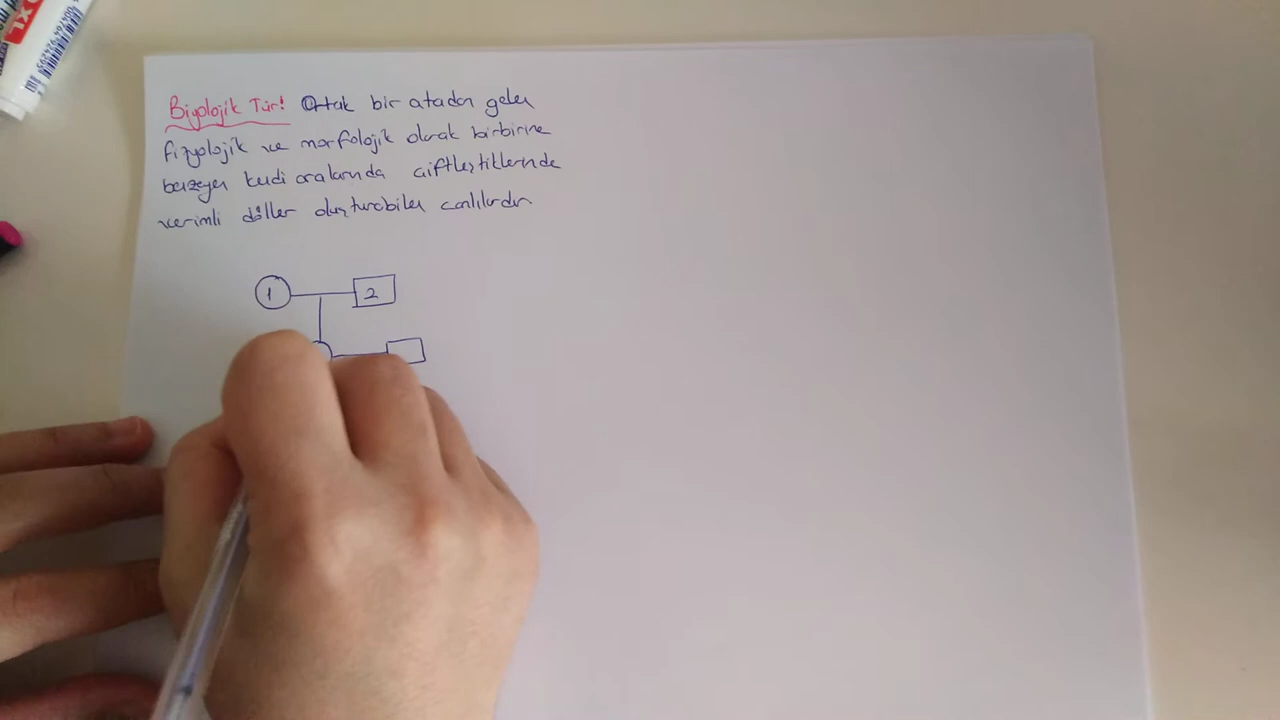 Biyolojik Tür! Ortak bir atadan gelen
fizyolojik ve morfolojik olarak birbirine
benzeyen kendi aralarında çiftleştiklerinde
verimli döller oluşturabilen canlılardır.
1 2
XL